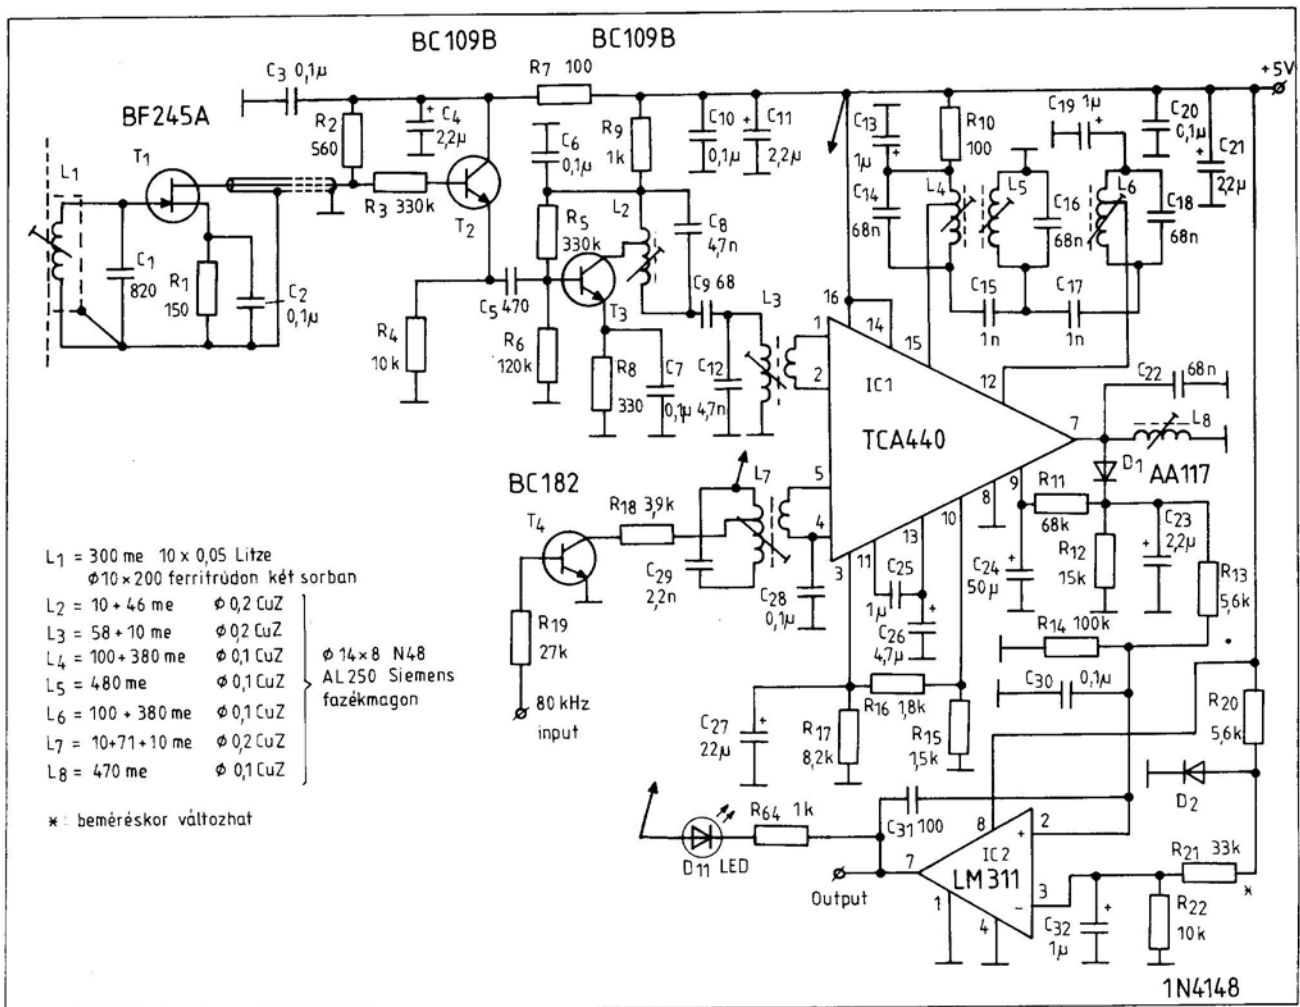 BC109B
BC109B
C3 0,1µ
R7 100
+5V
BF245A
R2
560
C4
2,2µ
+
C6
0,1µ
R9
1k
C10
0,1µ
C11
2,2µ
+
C13
1µ
+
R10
100
C19 1µ
+
C20
0,1µ
C21
22µ
+
T1
L1
R3 330k
T2
R5
330k
L2
C8
4,7n
C14
68n
L4
L5
C16
68n
L6
C18
68n
C1
820
R1
150
C2
0,1µ
C5 470
T3
C9 68
L3
C15
1n
C17
1n
R4
10k
R6
120k
R8
330
C7
0,1µ
C12
4,7n
1
2
16
14
15
12
IC1
TCA440
7
C22 68n
L8
D1
AA117
5
4
3
11
13
10
8
9
BC182
T4
R18 3,9k
L7
C29
2,2n
C28
0,1µ
C25
1µ
C26
4,7µ
+
R11
68k
C24
50µ
+
R12
15k
C23
2,2µ
+
R13
5,6k
*
R14 100k
C30 0,1µ
R19
27k
80 kHz
input
C27
22µ
+
R17
8,2k
R16 1,8k
R15
1,5k
R20
5,6k
D2
L1 = 300 me 10 x 0,05 Litze
ϕ10 x 200 ferritrúdon két sorban
L2 = 10 + 46 me ϕ 0,2 CuZ
L3 = 58 + 10 me ϕ 0,2 CuZ
L4 = 100 + 380 me ϕ 0,1 CuZ
L5 = 480 me ϕ 0,1 CuZ
L6 = 100 + 380 me ϕ 0,1 CuZ
L7 = 10+71+10 me ϕ 0,2 CuZ
L8 = 470 me ϕ 0,1 CuZ
ϕ 14x8 N48
AL250 Siemens
fazékmagon
* : beméréskor változhat
D11 LED
R64 1k
C31 100
Output
7
8
2
+
IC2
LM311
3
-
1
4
R21 33k
*
R22
10k
C32
1µ
+
1N4148